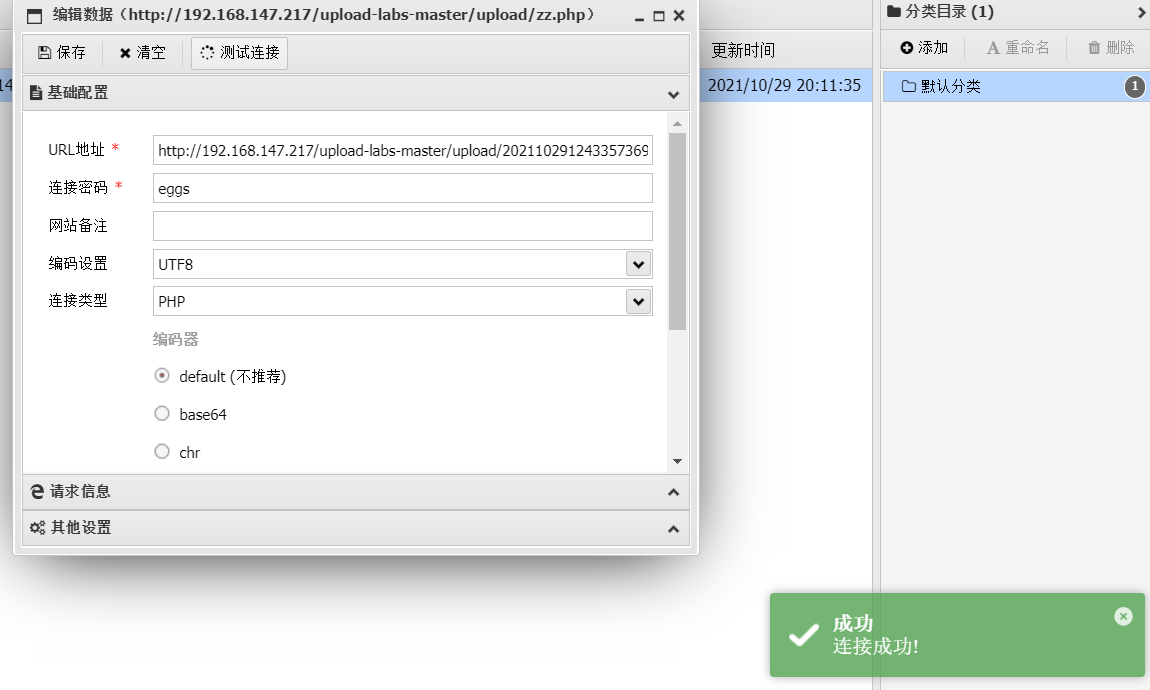 编辑数据（http://192.168.147.217/upload-labs-master/upload/zz.php）
保存 清空 测试连接
基础配置
URL地址 * http://192.168.147.217/upload-labs-master/upload/202110291243357369
连接密码 * eggs
网站备注
编码设置 UTF8
连接类型 PHP
编码器
default (不推荐)
base64
chr
请求信息
其他设置
14
更新时间
2021/10/29 20:11:35
分类目录 (1)
添加 重命名 删除
默认分类 1
成功
连接成功!